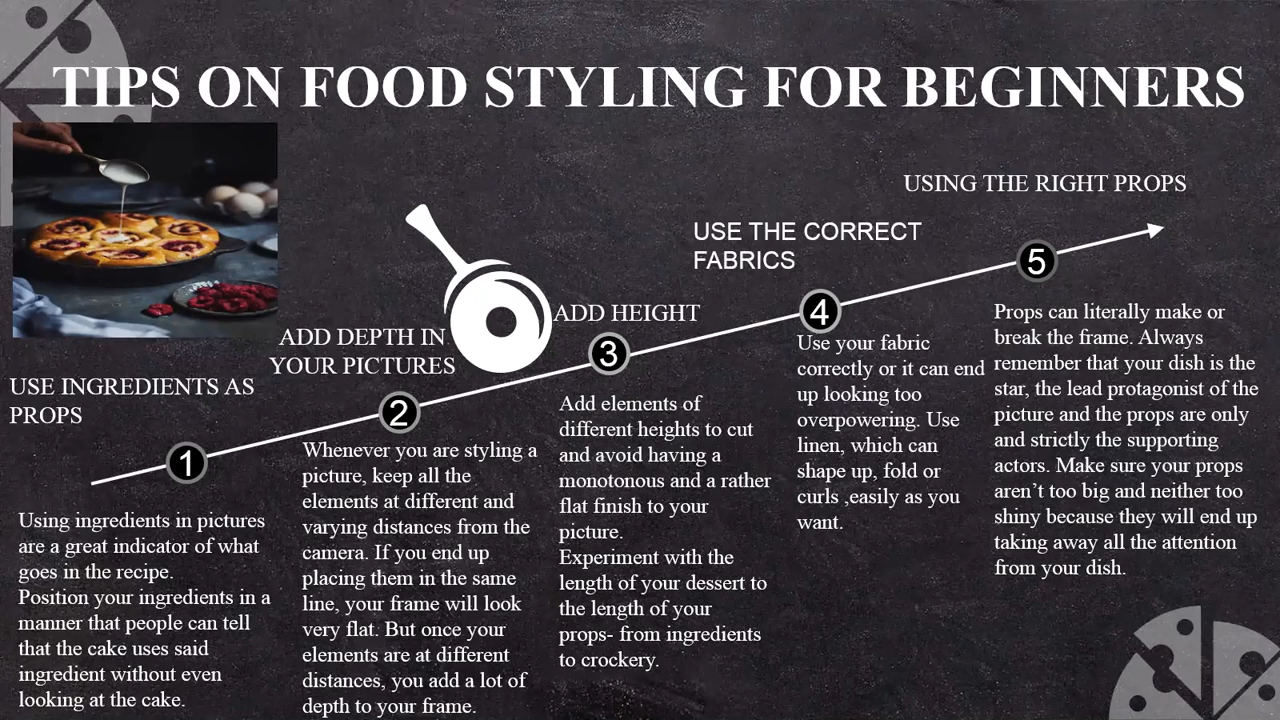 TIPS ON FOOD STYLING FOR BEGINNERS
USE INGREDIENTS AS
PROPS
1
Using ingredients in pictures
are a great indicator of what
goes in the recipe.
Position your ingredients in a
manner that people can tell
that the cake uses said
ingredient without even
looking at the cake.
ADD DEPTH IN
YOUR PICTURES
2
Whenever you are styling a
picture, keep all the
elements at different and
varying distances from the
camera. If you end up
placing them in the same
line, your frame will look
very flat. But once your
elements are at different
distances, you add a lot of
depth to your frame.
ADD HEIGHT
3
Add elements of
different heights to cut
and avoid having a
monotonous and a rather
flat finish to your
picture.
Experiment with the
length of your dessert to
the length of your
props- from ingredients
to crockery.
USE THE CORRECT
FABRICS
4
Use your fabric
correctly or it can end
up looking too
overpowering. Use
linen, which can
shape up, fold or
curls ,easily as you
want.
USING THE RIGHT PROPS
5
Props can literally make or
break the frame. Always
remember that your dish is the
star, the lead protagonist of the
picture and the props are only
and strictly the supporting
actors. Make sure your props
aren’t too big and neither too
shiny because they will end up
taking away all the attention
from your dish.